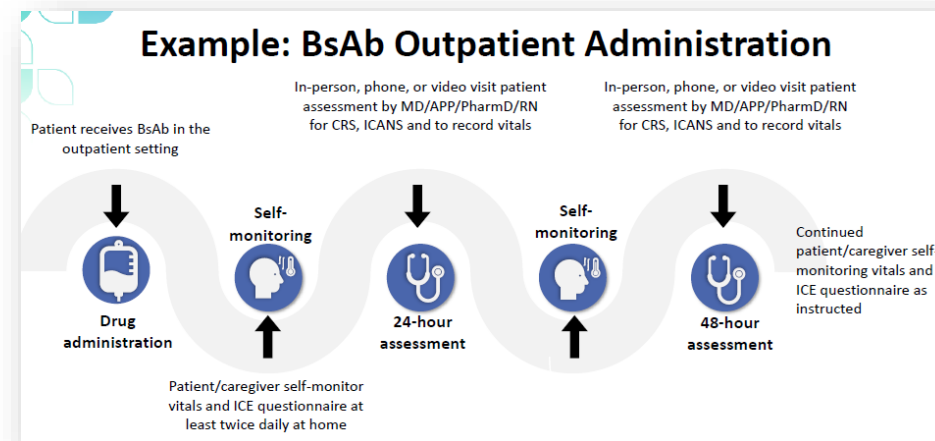 Example: BsAb Outpatient Administration
Patient receives BsAb in the
outpatient setting
In-person, phone, or video visit patient
assessment by MD/APP/PharmD/RN
for CRS, ICANS and to record vitals
In-person, phone, or video visit patient
assessment by MD/APP/PharmD/RN
for CRS, ICANS and to record vitals
Drug
administration
Self-
monitoring
24-hour
assessment
Self-
monitoring
48-hour
assessment
Continued
patient/caregiver self
monitoring vitals and
ICE questionnaire as
instructed
Patient/caregiver self-monitor
vitals and ICE questionnaire at
least twice daily at home